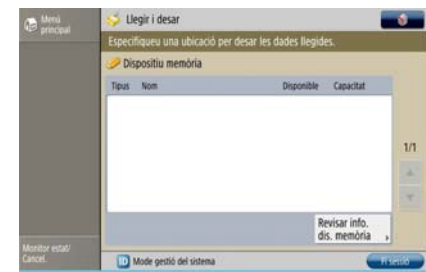 Menú
principal
Llegir i desar
Especifiqueu una ubicació per desar les dades llegides.
Dispositiu memòria
Tipus Nom Disponible Capacitat
1/1
Revisar info.
dis. memòria
Monitor estat/
Cancel.
ID Mode gestió del sistema
Fi sessió